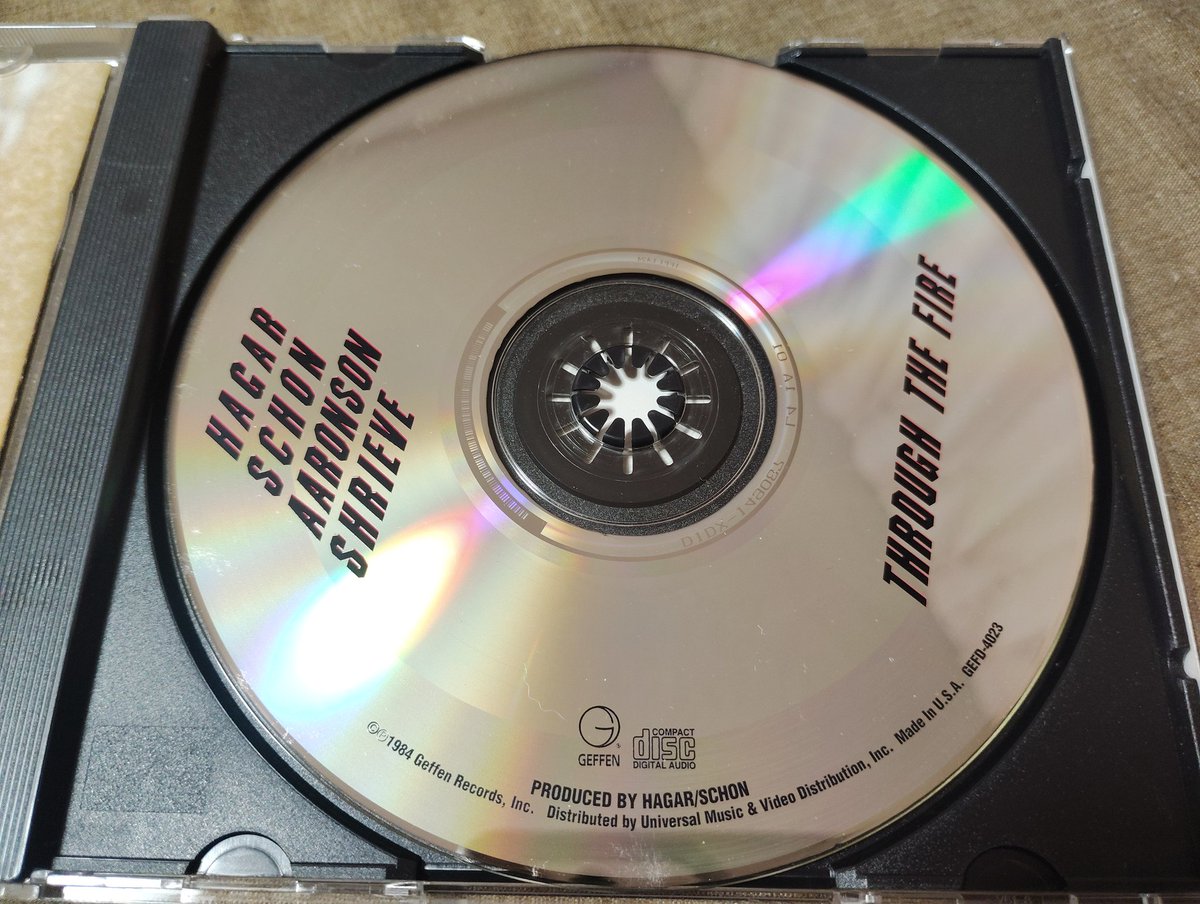 HAGAR
SCHON
AARONSON
SHRIEVE
THROUGH THE FIRE
GEFFEN
COMPACT
disc
DIGITAL AUDIO
PRODUCED BY HAGAR/SCHON
©℗1984 Geffen Records, Inc. Distributed by Universal Music & Video Distribution, Inc. Made In U.S.A. GEFD-4023